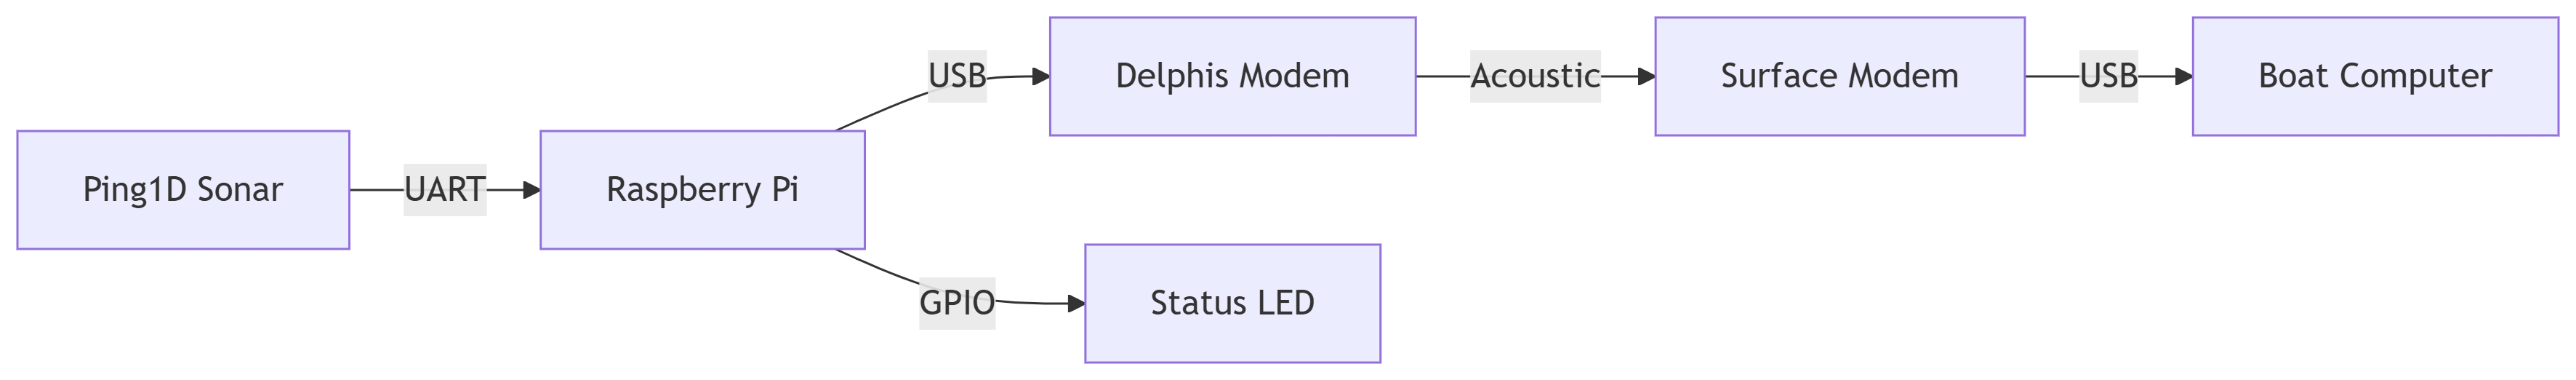 Ping1D Sonar
UART
Raspberry Pi
USB
Delphis Modem
Acoustic
Surface Modem
USB
Boat Computer
GPIO
Status LED